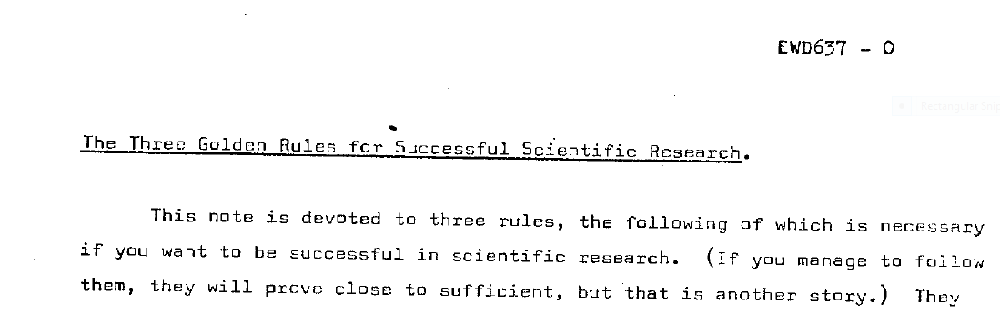 EWD637 - 0
Rectangular Snip
The Three Golden Rules for Successful Scientific Research.
This note is devoted to three rules, the following of which is necessary
if you want to be successful in scientific research. (If you manage to follow
them, they will prove close to sufficient, but that is another story.) They